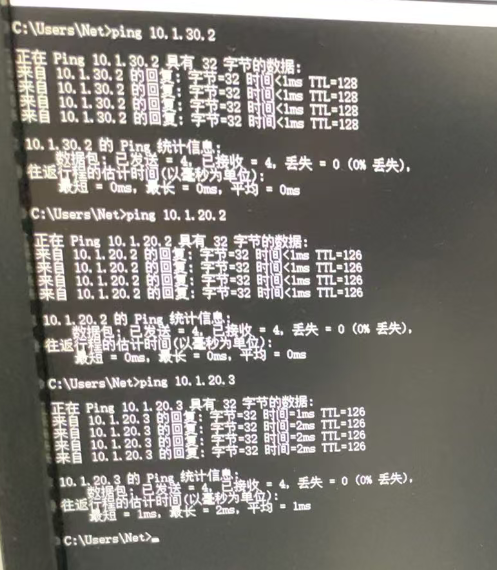 C:\Users\Net>ping 10.1.30.2
正在 Ping 10.1.30.2 具有 32 字节的数据:
来自 10.1.30.2 的回复: 字节=32 时间<1ms TTL=128
来自 10.1.30.2 的回复: 字节=32 时间<1ms TTL=128
来自 10.1.30.2 的回复: 字节=32 时间<1ms TTL=128
来自 10.1.30.2 的回复: 字节=32 时间<1ms TTL=128
10.1.30.2 的 Ping 统计信息:
数据包: 已发送 = 4, 已接收 = 4, 丢失 = 0 (0% 丢失),
往返行程的估计时间(以毫秒为单位):
最短 = 0ms, 最长 = 0ms, 平均 = 0ms
C:\Users\Net>ping 10.1.20.2
正在 Ping 10.1.20.2 具有 32 字节的数据:
来自 10.1.20.2 的回复: 字节=32 时间<1ms TTL=126
来自 10.1.20.2 的回复: 字节=32 时间<1ms TTL=126
来自 10.1.20.2 的回复: 字节=32 时间<1ms TTL=126
来自 10.1.20.2 的回复: 字节=32 时间<1ms TTL=126
10.1.20.2 的 Ping 统计信息:
数据包: 已发送 = 4, 已接收 = 4, 丢失 = 0 (0% 丢失),
往返行程的估计时间(以毫秒为单位):
最短 = 0ms, 最长 = 0ms, 平均 = 0ms
C:\Users\Net>ping 10.1.20.3
正在 Ping 10.1.20.3 具有 32 字节的数据:
来自 10.1.20.3 的回复: 字节=32 时间=1ms TTL=126
来自 10.1.20.3 的回复: 字节=32 时间=2ms TTL=126
来自 10.1.20.3 的回复: 字节=32 时间=2ms TTL=126
来自 10.1.20.3 的回复: 字节=32 时间=2ms TTL=126
10.1.20.3 的 Ping 统计信息:
数据包: 已发送 = 4, 已接收 = 4, 丢失 = 0 (0% 丢失),
往返行程的估计时间(以毫秒为单位):
最短 = 1ms, 最长 = 2ms, 平均 = 1ms
C:\Users\Net>